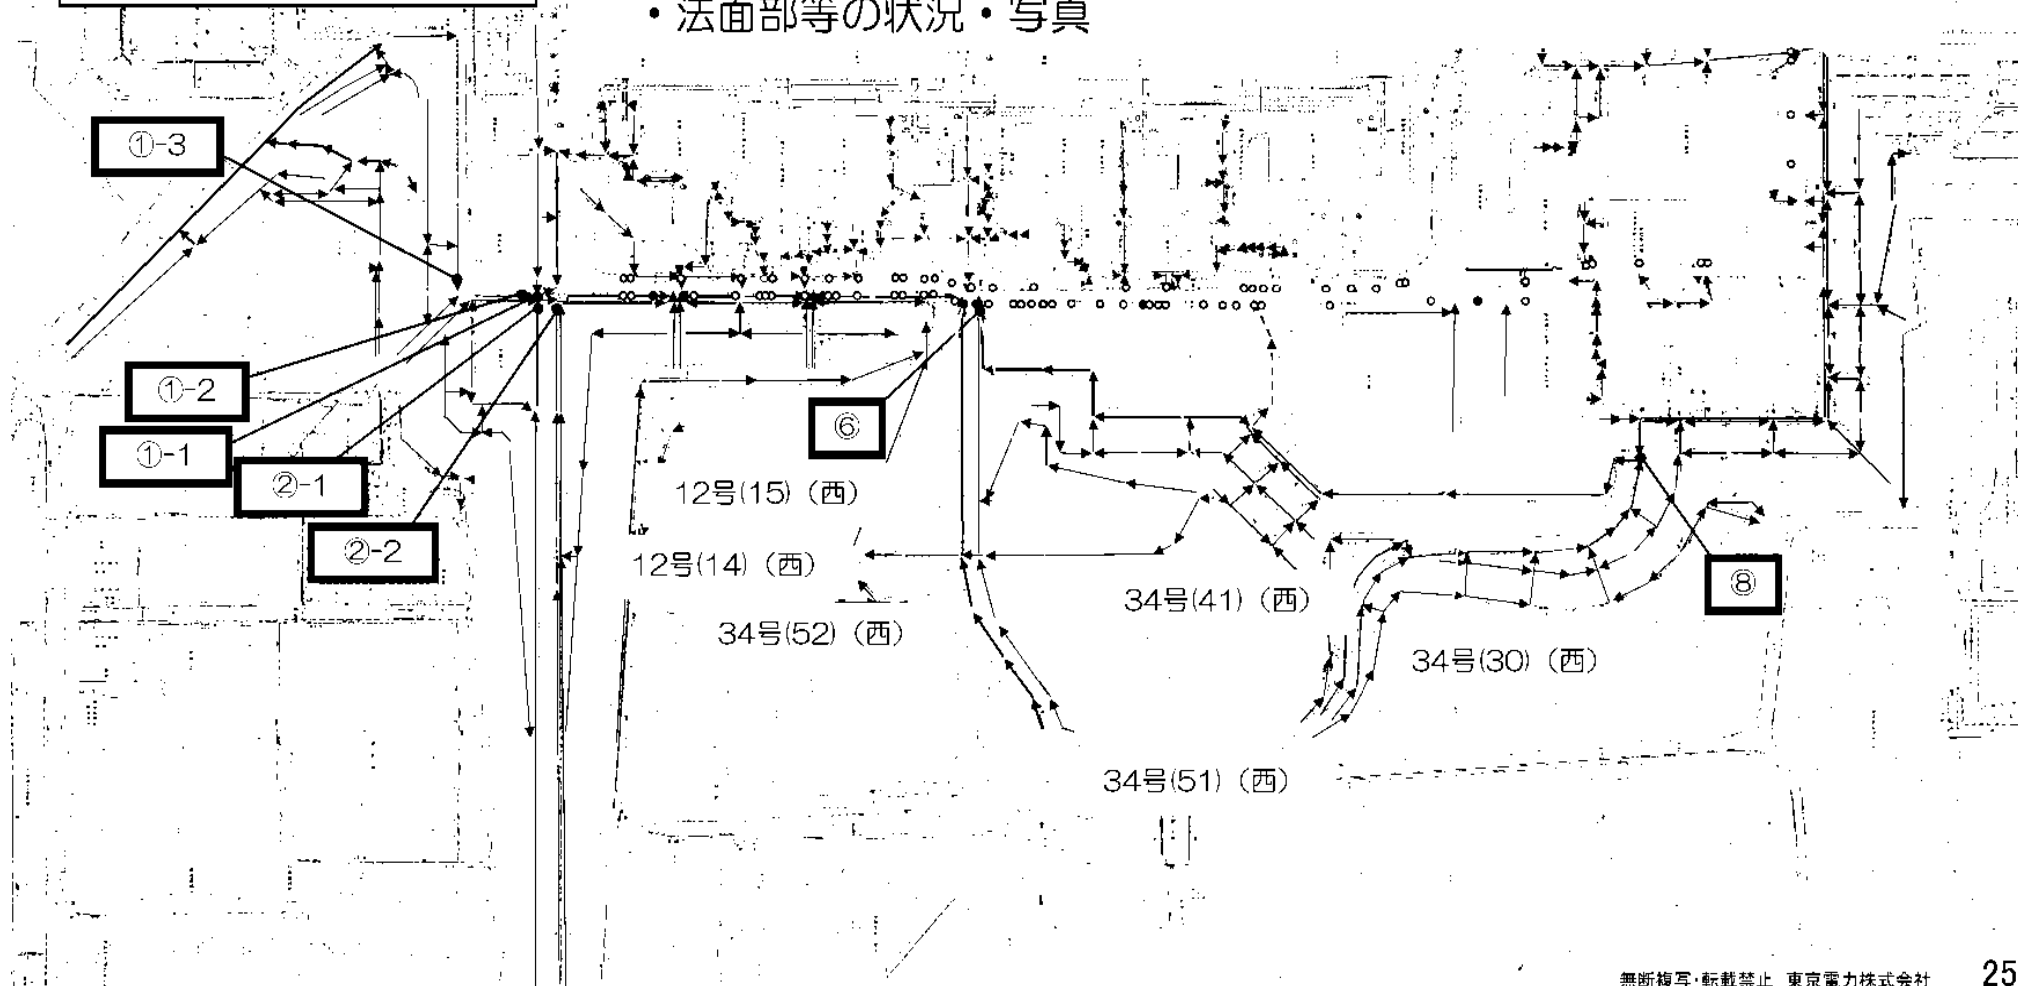 ・法面部等の状況・写真
①-3
①-2
①-1
②-1
②-2
⑥
12号(15)（西）
12号(14)（西）
34号(52)（西）
34号(41)（西）
34号(30)（西）
34号(51)（西）
⑧
無断複写・転載禁止 東京電力株式会社 25